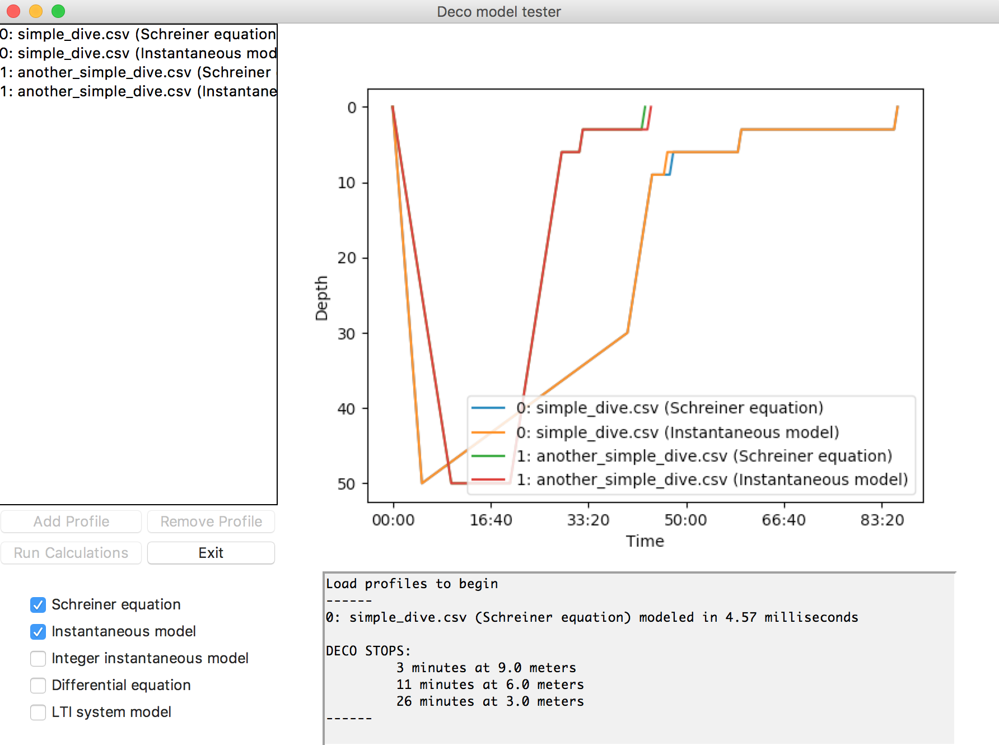 Deco model tester
0: simple_dive.csv (Schreiner equation
0: simple_dive.csv (Instantaneous mod
1: another_simple_dive.csv (Schreiner
1: another_simple_dive.csv (Instantane
Add Profile
Remove Profile
Run Calculations
Exit
Schreiner equation
Instantaneous model
Integer instantaneous model
Differential equation
LTI system model
0
10
20
30
40
50
Depth
0: simple_dive.csv (Schreiner equation)
0: simple_dive.csv (Instantaneous model)
1: another_simple_dive.csv (Schreiner equation)
1: another_simple_dive.csv (Instantaneous model)
00:00
16:40
33:20
50:00
66:40
83:20
Time
Load profiles to begin
------
0: simple_dive.csv (Schreiner equation) modeled in 4.57 milliseconds
DECO STOPS:
3 minutes at 9.0 meters
11 minutes at 6.0 meters
26 minutes at 3.0 meters
------